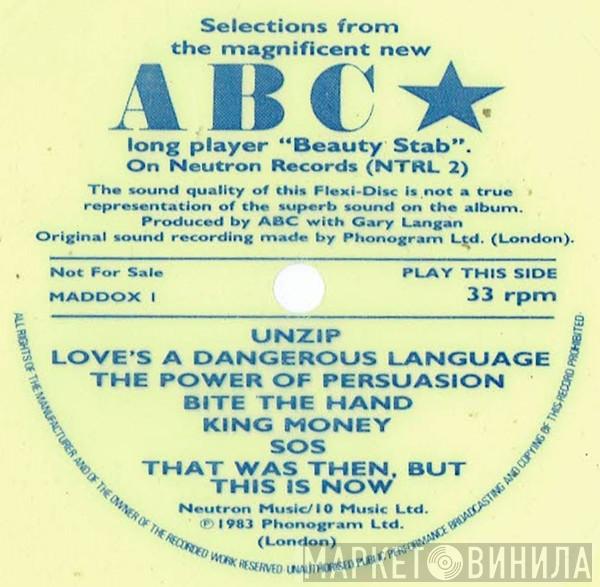 Selections from
the magnificent new
ABC
long player "Beauty Stab".
On Neutron Records (NTRL 2)
The sound quality of this Flexi-Disc is not a true
representation of the superb sound on the album.
Produced by ABC with Gary Langan
Original sound recording made by Phonogram Ltd. (London).
Not For Sale
PLAY THIS SIDE
MADDOX 1
33 rpm
UNZIP
LOVE'S A DANGEROUS LANGUAGE
THE POWER OF PERSUASION
BITE THE HAND
KING MONEY
SOS
THAT WAS THEN, BUT
THIS IS NOW
Neutron Music/10 Music Ltd.
℗1983 Phonogram Ltd.
(London)
ALL RIGHTS OF THE MANUFACTURER AND OF THE OWNER OF THE RECORDED WORK RESERVED · UNAUTHORISED PUBLIC PERFORMANCE BROADCASTING AND COPYING OF THIS RECORD PROHIBITED ·
МАРКЕТ ВИНИЛА